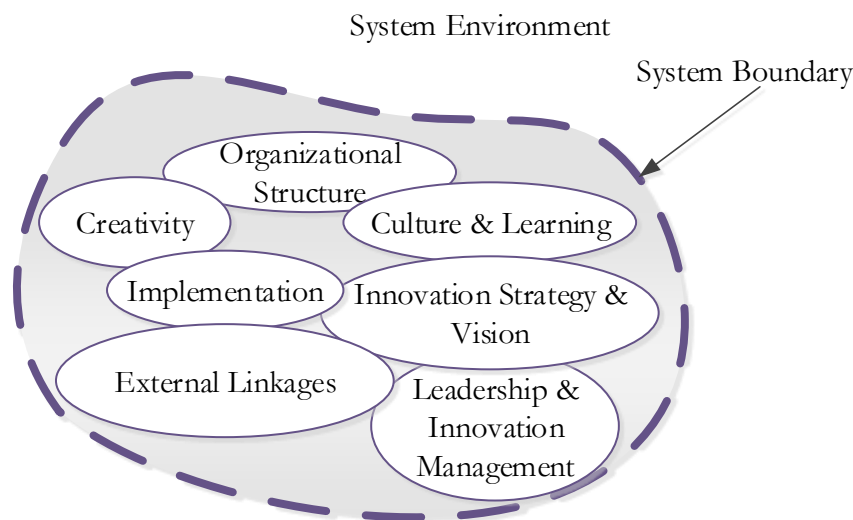 System Environment
System Boundary
Organizational
Structure
Creativity
Culture & Learning
Implementation
Innovation Strategy &
Vision
External Linkages
Leadership &
Innovation
Management